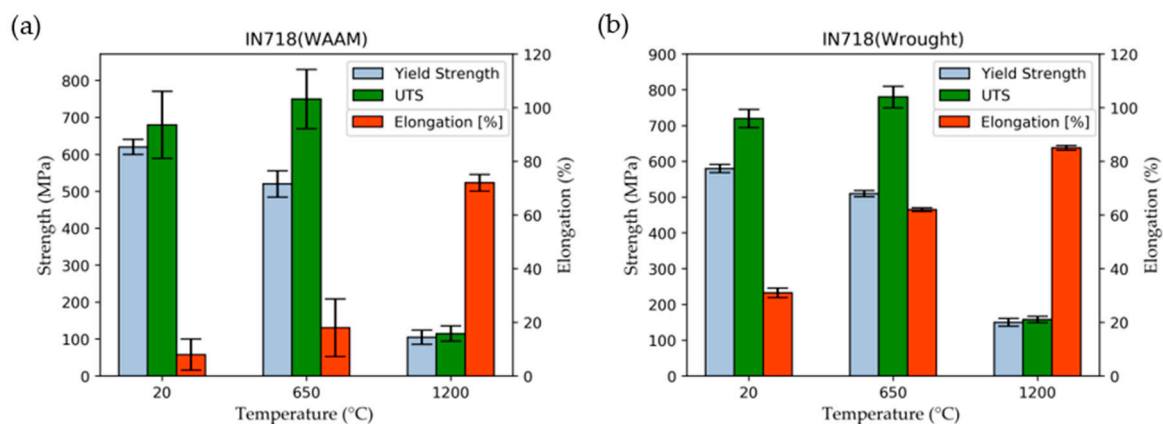 (a)
IN718(WAAM)
Strength (MPa)
800
700
600
500
400
300
200
100
0
Yield Strength
UTS
Elongation [%]
120
100
80
60
40
20
0
Elongation (%)
20
650
1200
Temperature (°C)
(b)
IN718(Wrought)
Strength (MPa)
900
800
700
600
500
400
300
200
100
0
Yield Strength
UTS
Elongation [%]
120
100
80
60
40
20
0
Elongation (%)
20
650
1200
Temperature (°C)